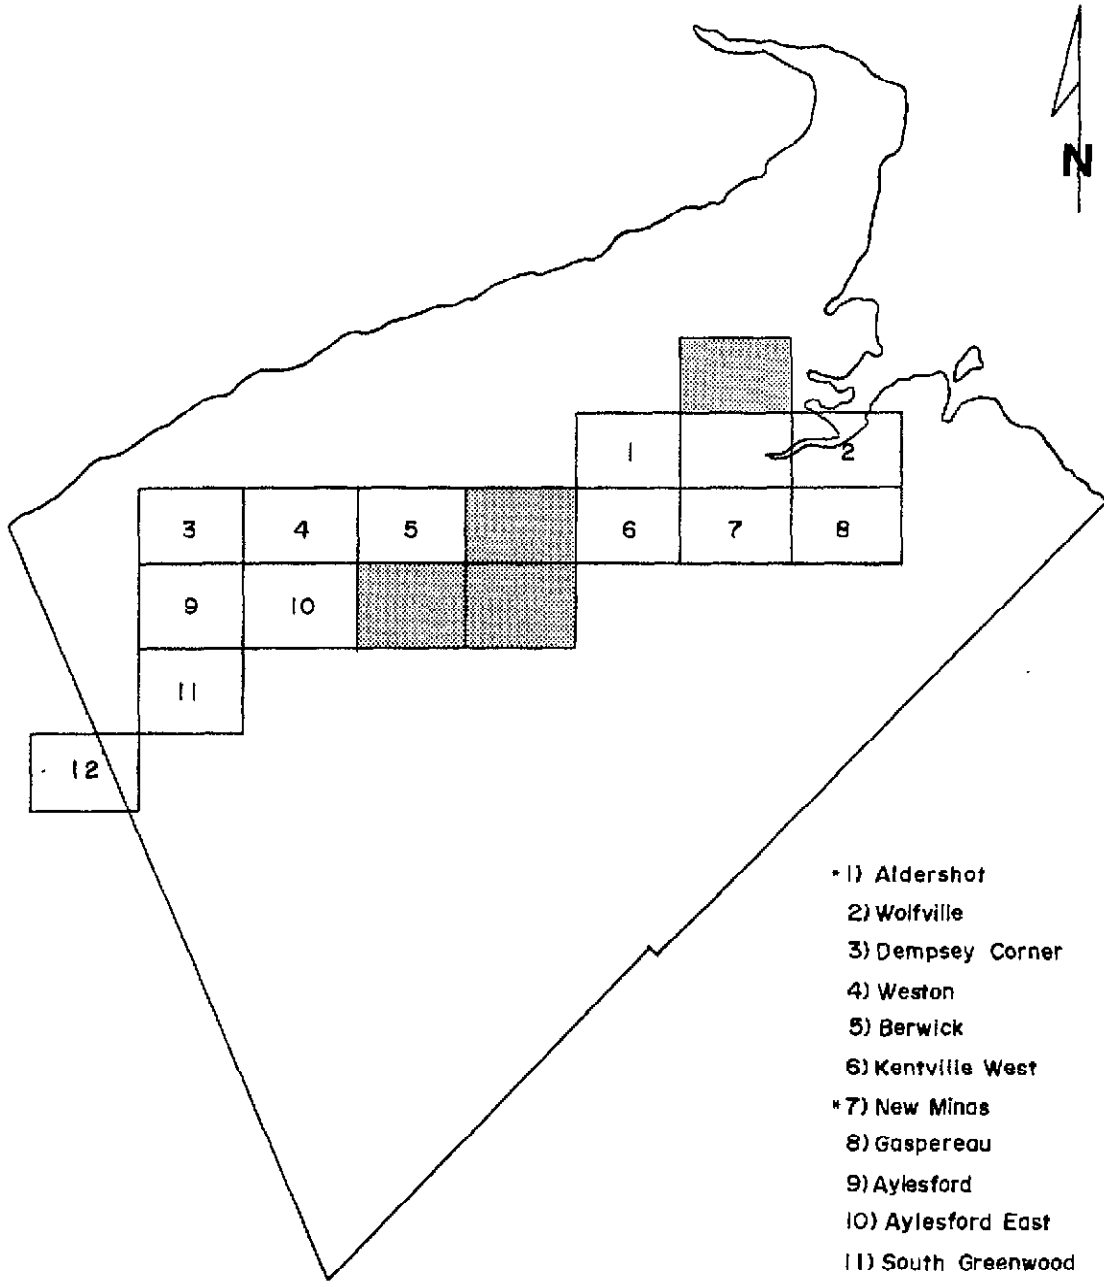 N
1
2
3 4 5 6 7 8
9 10
11
12
*1) Aldershot
2) Wolfville
3) Dempsey Corner
4) Weston
5) Berwick
6) Kentville West
*7) New Minas
8) Gaspereau
9) Aylesford
10) Aylesford East
11) South Greenwood